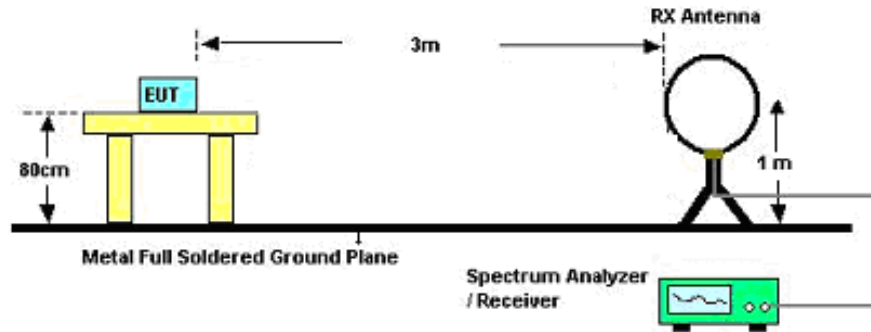 RX Antenna
3m
EUT
80cm
1 m
Metal Full Soldered Ground Plane
Spectrum Analyzer
/ Receiver